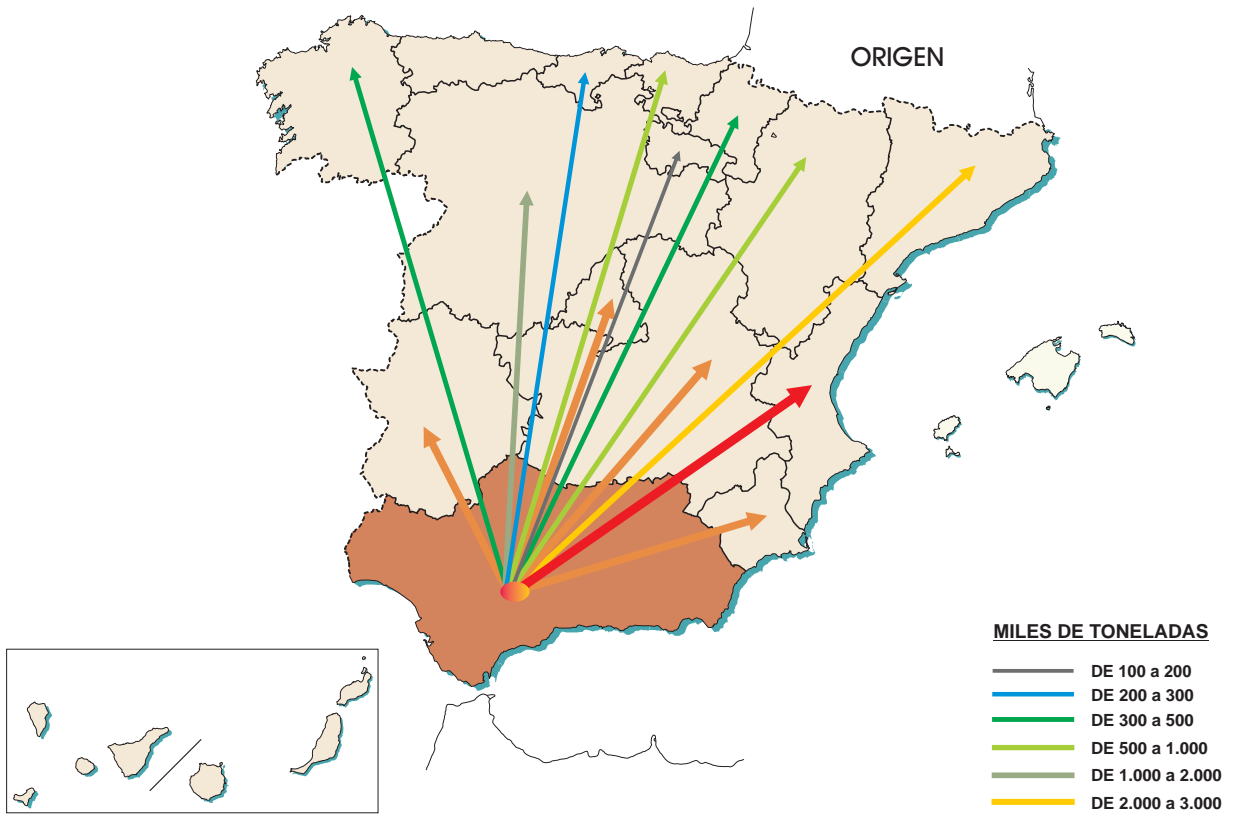 ORIGEN
MILES DE TONELADAS
DE 100 a 200
DE 200 a 300
DE 300 a 500
DE 500 a 1.000
DE 1.000 a 2.000
DE 2.000 a 3.000